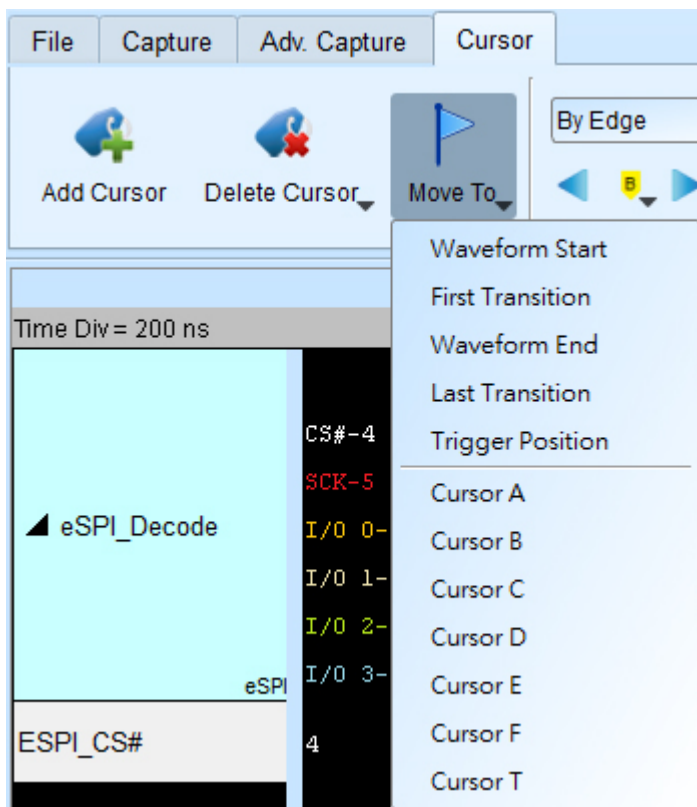 File
Capture
Adv. Capture
Cursor
Add Cursor
Delete Cursor
Move To
By Edge
B
Waveform Start
First Transition
Waveform End
Last Transition
Trigger Position
Cursor A
Cursor B
Cursor C
Cursor D
Cursor E
Cursor F
Cursor T
Time Div = 200 ns
eSPI_Decode
eSPI
CS#-4
SCK-5
I/O 0-
I/O 1-
I/O 2-
I/O 3-
ESPI_CS#
4